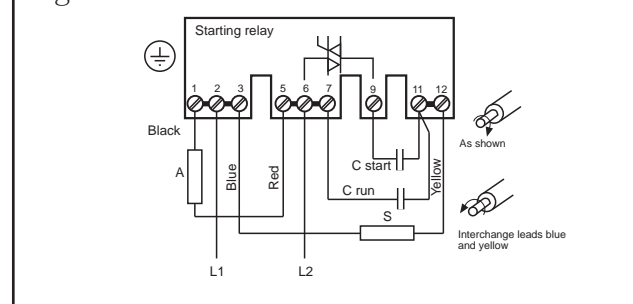 Starting relay
1 2 3 5 6 7 9 11 12
Black
A
Blue
Red
C start
C run
Yellow
S
L1
L2
As shown
Interchange leads blue
and yellow